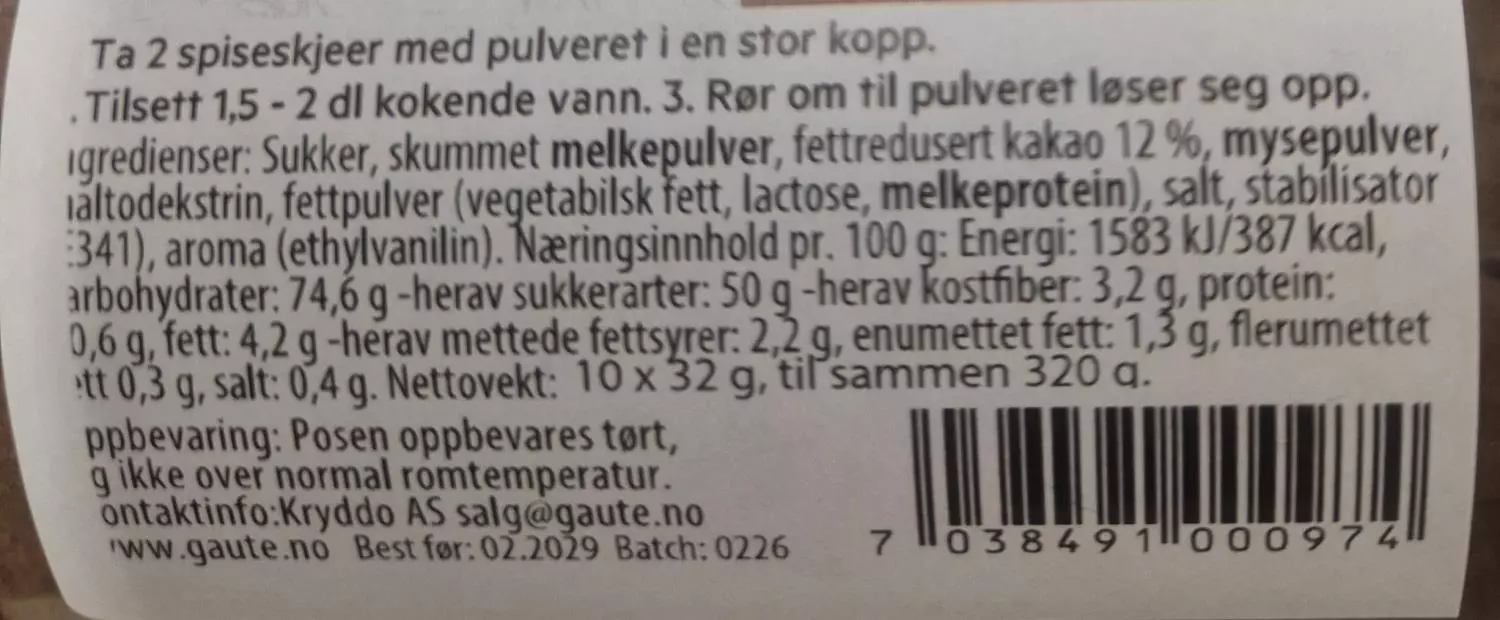 Ta 2 spiseskjeer med pulveret i en stor kopp.
. Tilsett 1,5 - 2 dl kokende vann. 3. Rør om til pulveret løser seg opp.
ngredienser: Sukker, skummet melkepulver, fettredusert kakao 12 %, mysepulver,
altodekstrin, fettpulver (vegetabilsk fett, lactose, melkeprotein), salt, stabilisator
E341), aroma (ethylvanilin). Næringsinnhold pr. 100 g: Energi: 1583 kJ/387 kcal,
arbohydrater: 74,6 g -herav sukkerarter: 50 g -herav kostfiber: 3,2 g, protein:
0,6 g, fett: 4,2 g -herav mettede fettsyrer: 2,2 g, enumettet fett: 1,3 g, flerumettet
ett 0,3 g, salt: 0,4 g. Nettovekt: 10 x 32 g, til sammen 320 g.
ppbevaring: Posen oppbevares tørt,
g ikke over normal romtemperatur.
ontaktinfo:Kryddo AS salg@gaute.no
www.gaute.no Best før: 02.2029 Batch: 0226
7 038491 000974